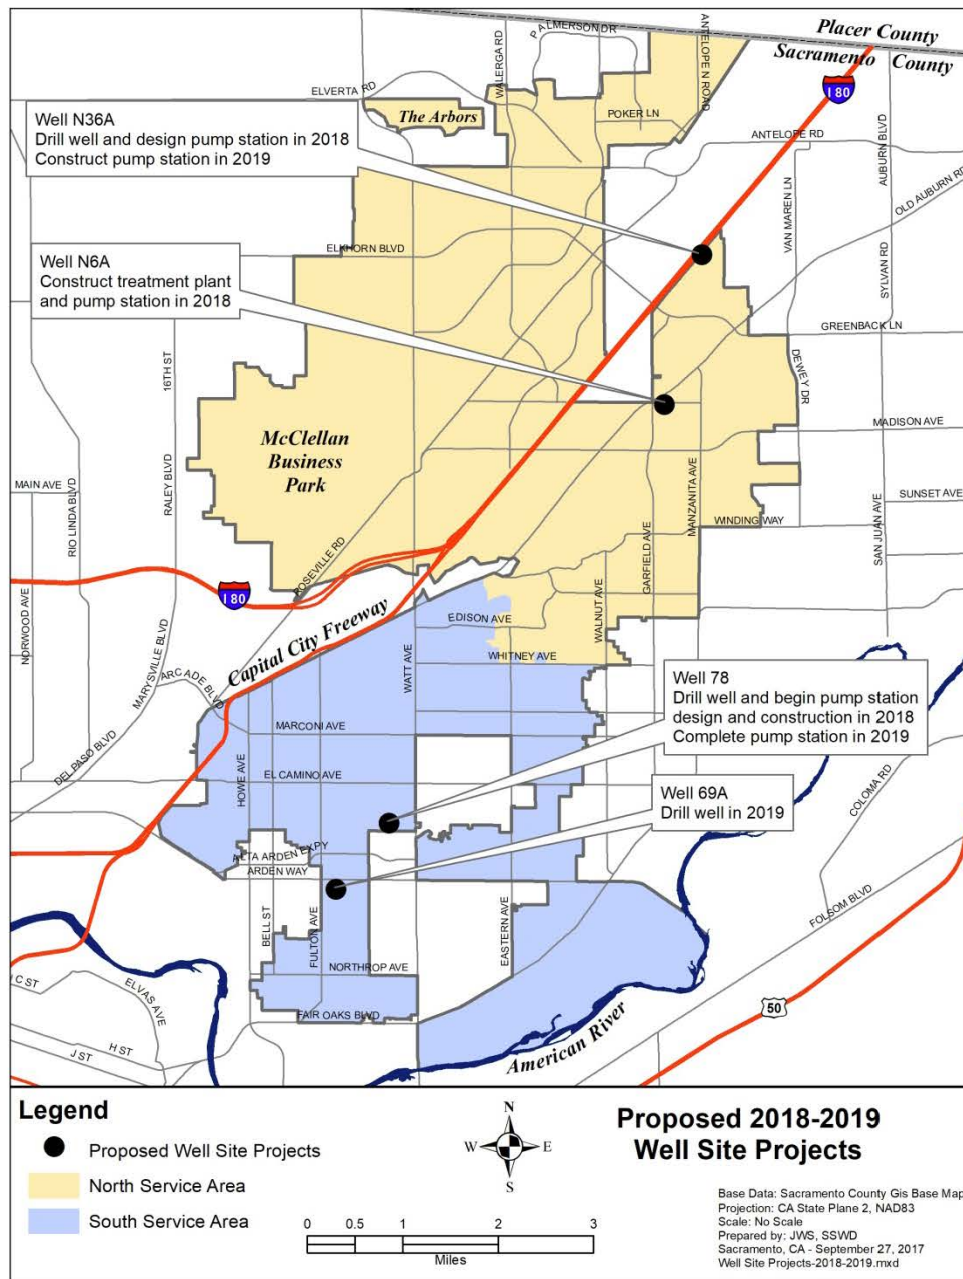 Placer County
Sacramento County
I 80
PALMERSON DR
WALERGA RD
ANTELOPE N ROAD
ELVERTA RD
The Arbors
POKER LN
ANTELOPE RD
AUBURN BLVD
OLD AUBURN RD
VAN MAREN LN
SYLVAN RD
Well N36A
Drill well and design pump station in 2018
Construct pump station in 2019
ELKHORN BLVD
Well N6A
Construct treatment plant
and pump station in 2018
GREENBACK LN
DEWEY DR
16TH ST
RALEY BLVD
McClellan
Business
Park
MADISON AVE
MAIN AVE
RIO LINDA BLVD
MANZANITA AVE
SUNSET AVE
WINDING WAY
SAN JUAN AVE
ROSEVILLE RD
GARFIELD AVE
WALNUT AVE
NORWOOD AVE
I 80
Capital City Freeway
EDISON AVE
WHITNEY AVE
WATT AVE
MARYSVILLE BLVD
ARCADE BLVD
Well 78
Drill well and begin pump station
design and construction in 2018
Complete pump station in 2019
MARCONI AVE
DEL PASO BLVD
HOWE AVE
EL CAMINO AVE
COLOMA RD
Well 69A
Drill well in 2019
ALTA ARDEN EXPY
ARDEN WAY
FOLSOM BLVD
BELL ST
FULTON AVE
EASTERN AVE
NORTHROP AVE
C ST
ELVAS AVE
FAIR OAKS BLVD
50
H ST
J ST
American River
Legend
Proposed Well Site Projects
North Service Area
South Service Area
N
W
E
S
0 0.5 1 2 3
Miles
Proposed 2018-2019
Well Site Projects
Base Data: Sacramento County Gis Base Map
Projection: CA State Plane 2, NAD83
Scale: No Scale
Prepared by: JWS, SSWD
Sacramento, CA - September 27, 2017
Well Site Projects-2018-2019.mxd